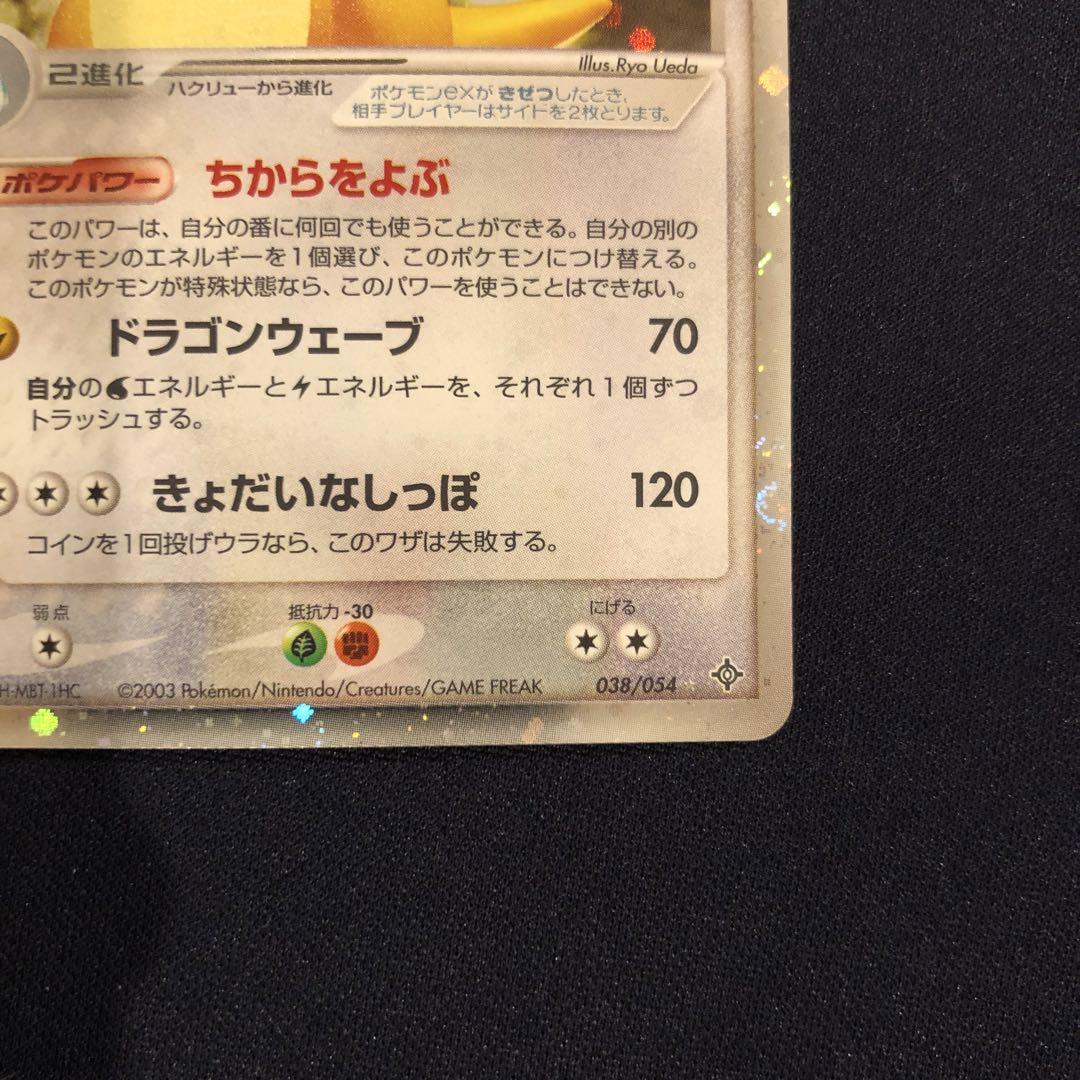 Illus.Ryo Ueda
2進化
ハクリューから進化
ポケモンexが きぜつしたとき、
相手プレイヤーはサイドを2枚とります。
ポケパワー ちからをよぶ
このパワーは、自分の番に何回でも使うことができる。自分の別の
ポケモンのエネルギーを1個選び、このポケモンにつけ替える。
このポケモンが特殊状態なら、このパワーを使うことはできない。
ドラゴンウェーブ 70
自分のエネルギーとエネルギーを、それぞれ1個ずつ
トラッシュする。
きょだいなしっぽ 120
コインを1回投げウラなら、このワザは失敗する。
弱点 抵抗力 -30 にげる
H-MBT-1HC ©2003 Pokémon/Nintendo/Creatures/GAME FREAK 038/054